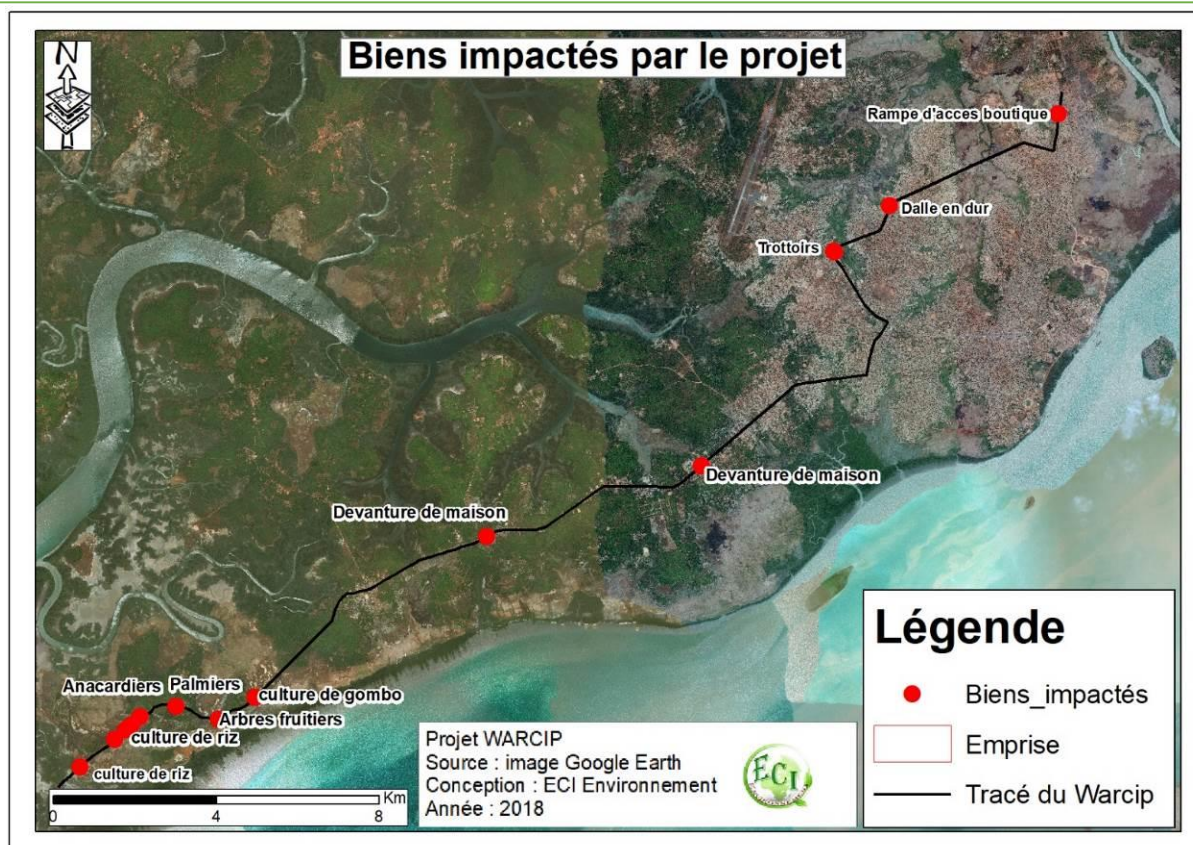 N
Biens impactés par le projet
Rampe d'acces boutique
Dalle en dur
Trottoirs
Devanture de maison
Devanture de maison
Anacardiers
Palmiers
culture de gombo
Arbres fruitiers
culture de riz
culture de riz
Km
0 4 8
Projet WARCIP
Source : image Google Earth
Conception : ECI Environnement
Année : 2018
ECI
Légende
Biens_impactés
Emprise
Tracé du Warcip